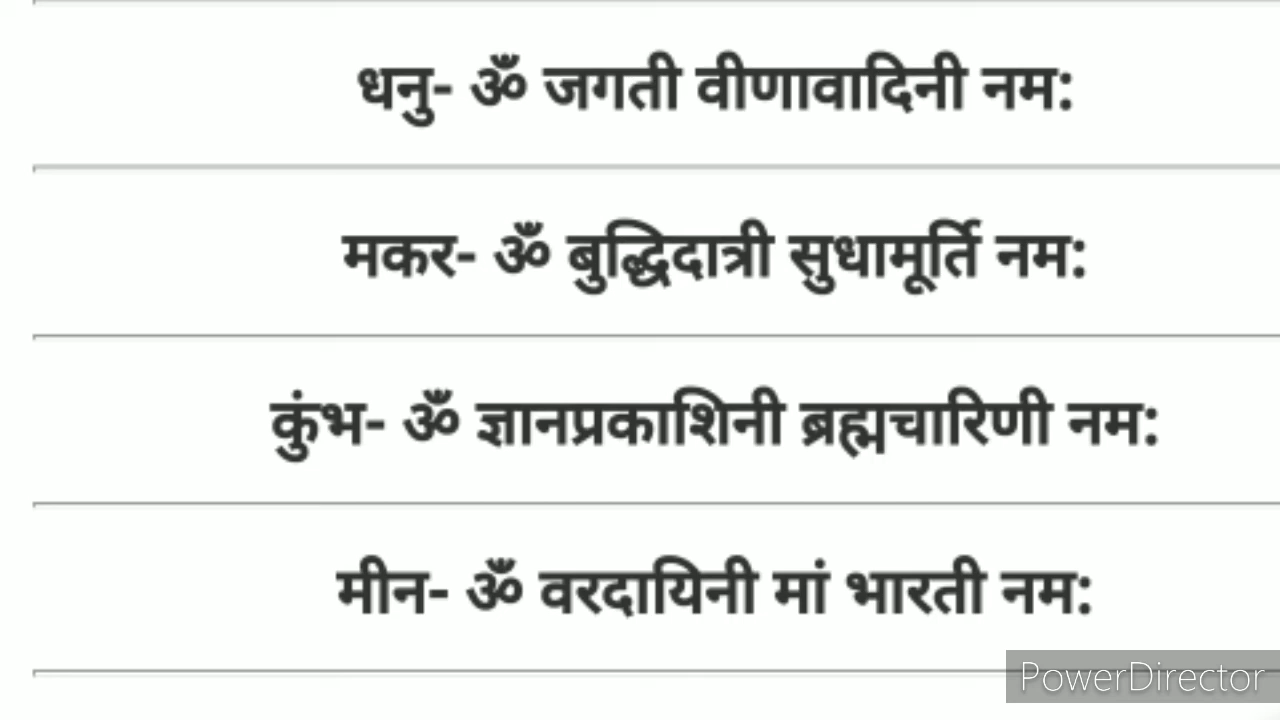 धनु- ॐ जगती वीणावादिनी नम:
मकर- ॐ बुद्धिदात्री सुधामूर्ति नम:
कुंभ- ॐ ज्ञानप्रकाशिनी ब्रह्मचारिणी नम:
मीन- ॐ वरदायिनी मां भारती नम:
PowerDirector